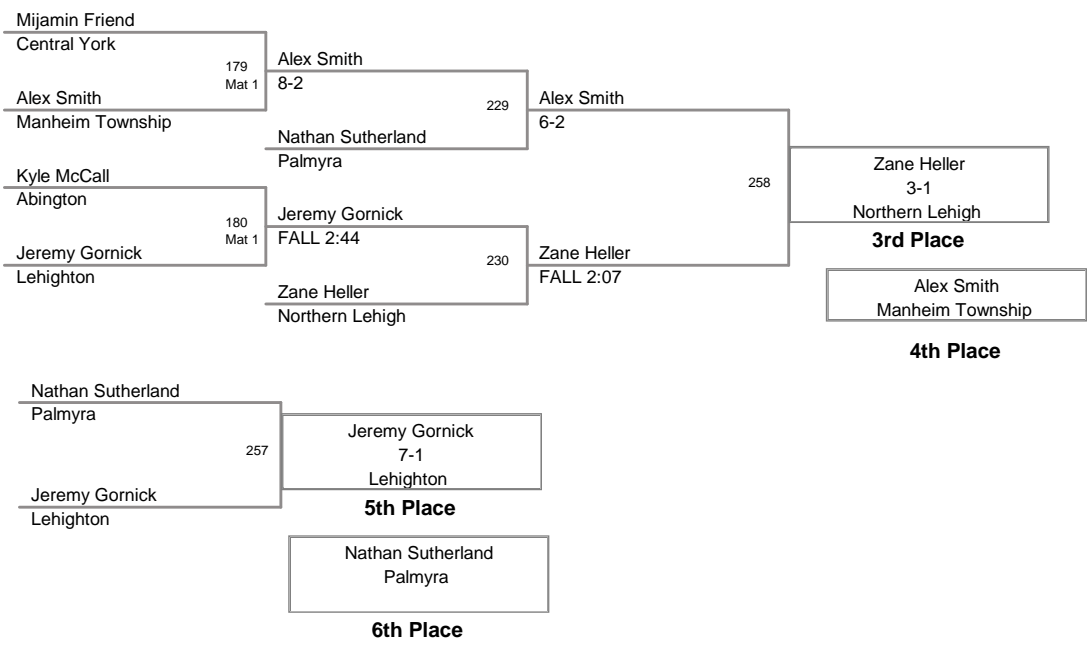 Mijamin Friend
Central York
179
Mat 1
Alex Smith
Manheim Township
Alex Smith
8-2
229
Nathan Sutherland
Palmyra
Alex Smith
6-2
Kyle McCall
Abington
180
Mat 1
Jeremy Gornick
Lehighton
Jeremy Gornick
FALL 2:44
230
Zane Heller
Northern Lehigh
Zane Heller
FALL 2:07
258
Zane Heller
3-1
Northern Lehigh
3rd Place
Alex Smith
Manheim Township
4th Place
Nathan Sutherland
Palmyra
257
Jeremy Gornick
Lehighton
Jeremy Gornick
7-1
Lehighton
5th Place
Nathan Sutherland
Palmyra
6th Place